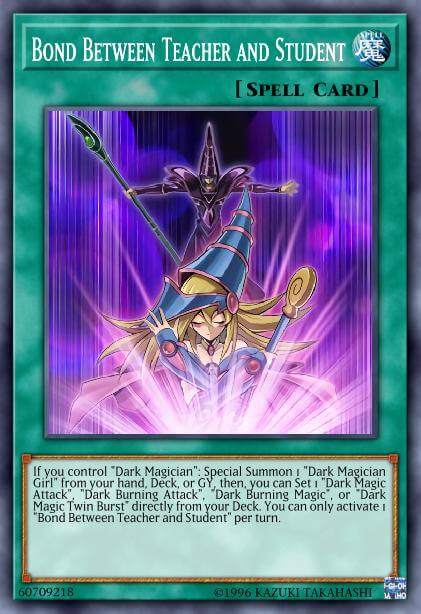 Bond Between Teacher and Student
SPELL
魔
[ Spell Card ]
If you control "Dark Magician": Special Summon 1 "Dark Magician
Girl" from your hand, Deck, or GY, then, you can Set 1 "Dark Magic
Attack", "Dark Burning Attack", "Dark Burning Magic", or "Dark
Magic Twin Burst" directly from your Deck. You can only activate 1
"Bond Between Teacher and Student" per turn.
60709218
©1996 KAZUKI TAKAHASHI